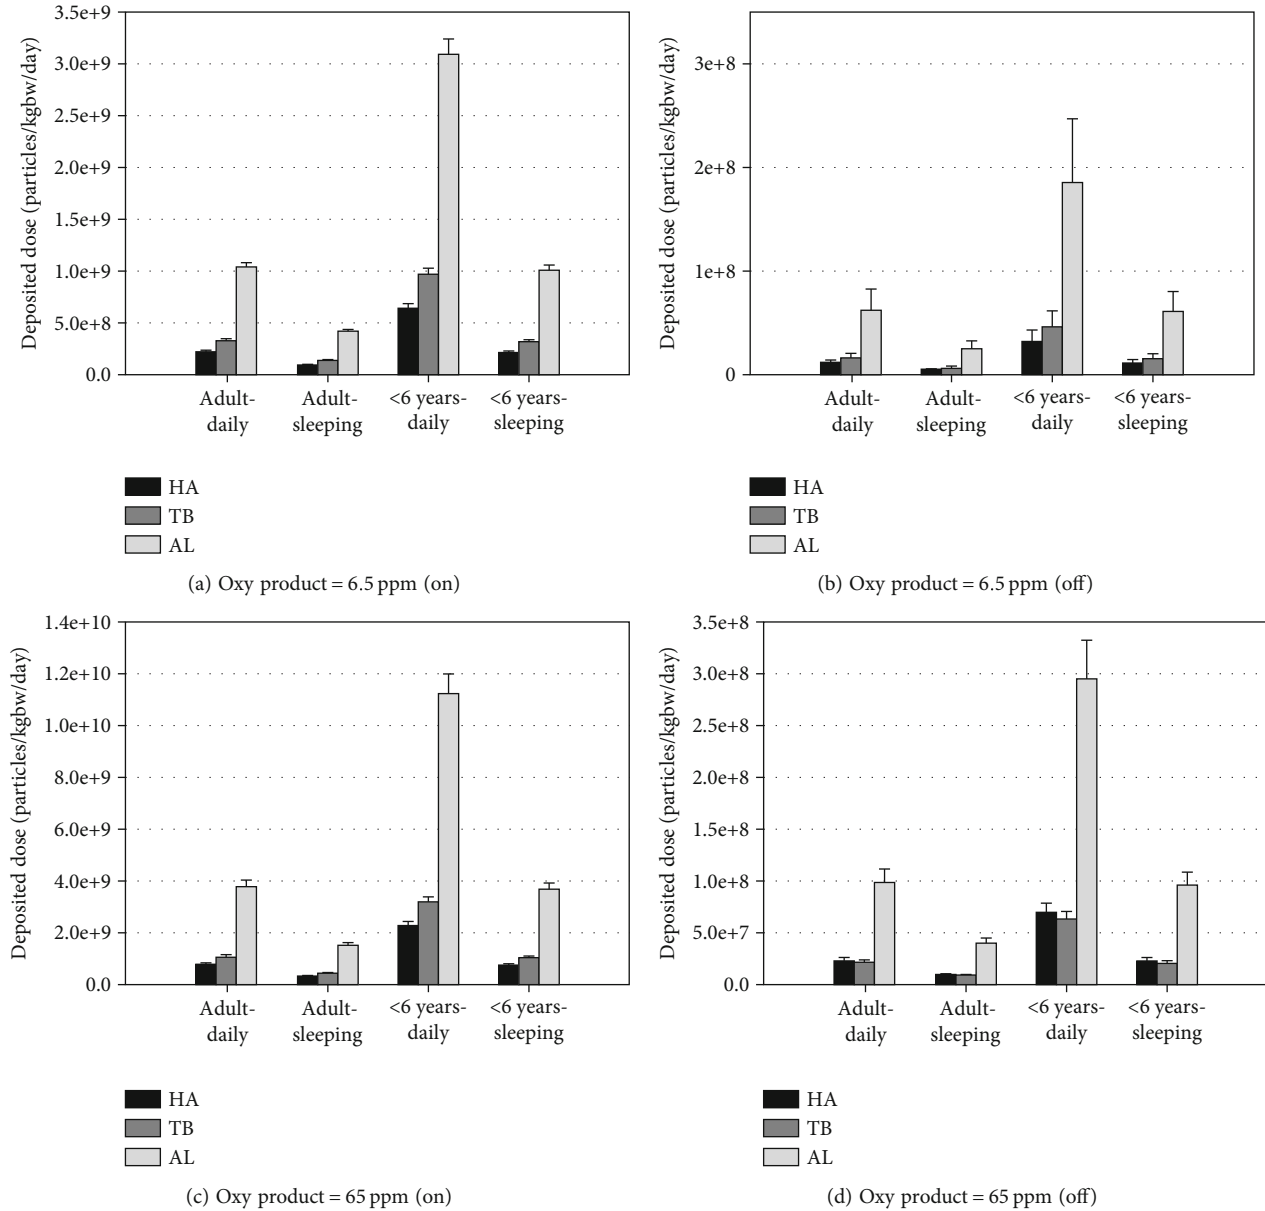 Deposited dose (particles/kgbw/day)
3.5e+9
3.0e+9
2.5e+9
2.0e+9
1.5e+9
1.0e+9
5.0e+8
0.0
Adult-
daily
Adult-
sleeping
<6 years-
daily
<6 years-
sleeping
HA
TB
AL
(a) Oxy product = 6.5 ppm (on)
Deposited dose (particles/kgbw/day)
3e+8
2e+8
1e+8
0
Adult-
daily
Adult-
sleeping
<6 years-
daily
<6 years-
sleeping
HA
TB
AL
(b) Oxy product = 6.5 ppm (off)
Deposited dose (particles/kgbw/day)
1.4e+10
1.2e+10
1.0e+10
8.0e+9
6.0e+9
4.0e+9
2.0e+9
0.0
Adult-
daily
Adult-
sleeping
<6 years-
daily
<6 years-
sleeping
HA
TB
AL
(c) Oxy product = 65 ppm (on)
Deposited dose (particles/kgbw/day)
3.5e+8
3.0e+8
2.5e+8
2.0e+8
1.5e+8
1.0e+8
5.0e+7
0.0
Adult-
daily
Adult-
sleeping
<6 years-
daily
<6 years-
sleeping
HA
TB
AL
(d) Oxy product = 65 ppm (off)